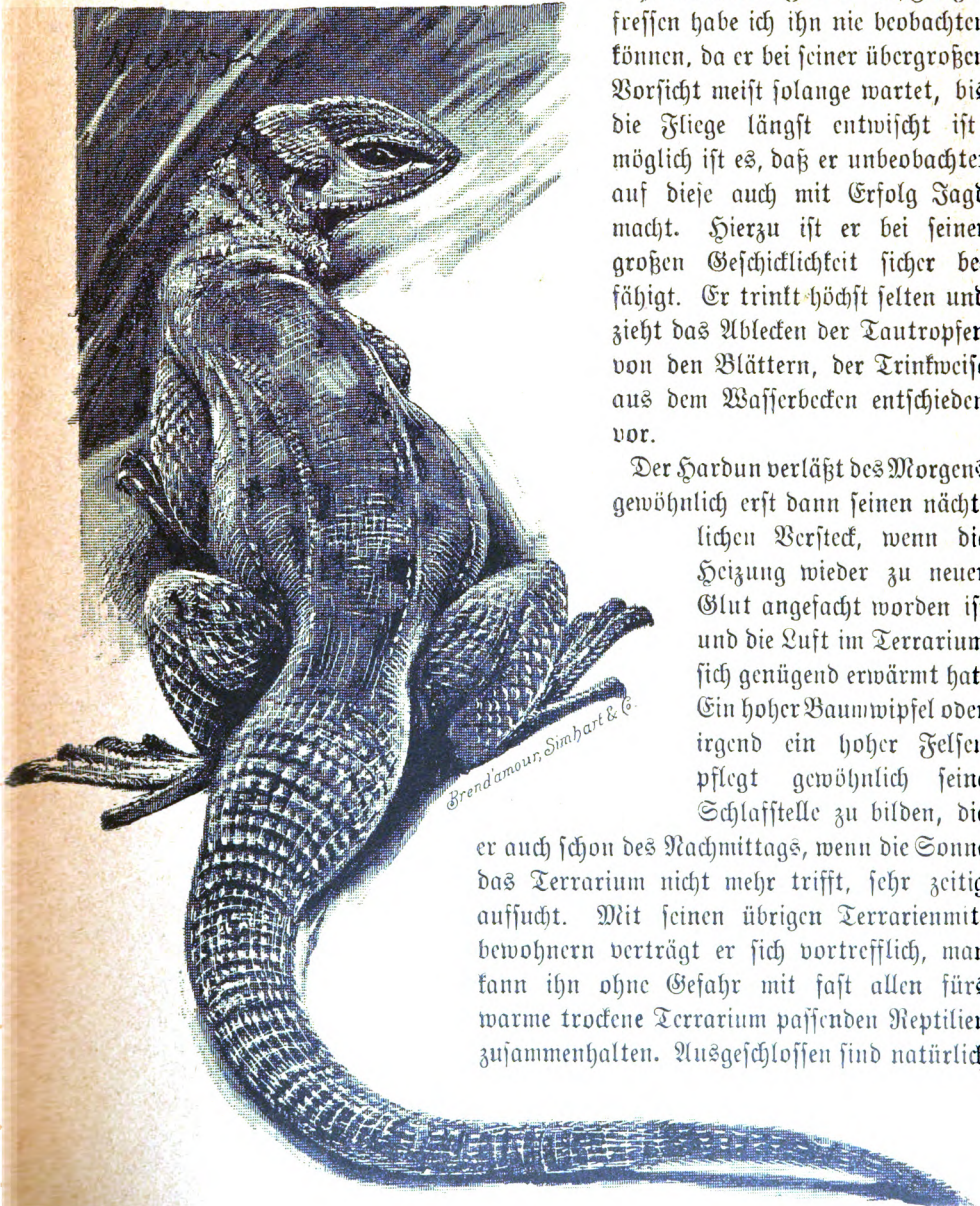 fressen habe ich ihn nie beobachten
können, da er bei seiner übergroßen
Vorsicht meist solange wartet, bis
die Fliege längst entwischt ist
möglich ist es, daß er unbeobachtet
auf diese auch mit Erfolg Jagd
macht. Hierzu ist er bei seiner
großen Geschicklichkeit sicher be
fähigt. Er trinkt höchst selten und
zieht das Ablecken der Tautropfen
von den Blättern, der Trinkweise
aus dem Wasserbecken entschieden
vor.
Der Hardun verläßt des Morgens
gewöhnlich erst dann seinen nächt
lichen Versteck, wenn die
Heizung wieder zu neuer
Glut angefacht worden ist
und die Luft im Terrarium
sich genügend erwärmt hat
Ein hoher Baumwipfel oder
irgend ein hoher Felsen
pflegt gewöhnlich seine
Schlafstelle zu bilden, die
er auch schon des Nachmittags, wenn die Sonne
das Terrarium nicht mehr trifft, sehr zeitig
aufsucht. Mit seinen übrigen Terrarienmit
bewohnern verträgt er sich vortrefflich, man
kann ihn ohne Gefahr mit fast allen fürs
warme trockene Terrarium passenden Reptilien
zusammenhalten. Ausgeschlossen sind natürlich
Brend'amour, Simhart & Co.